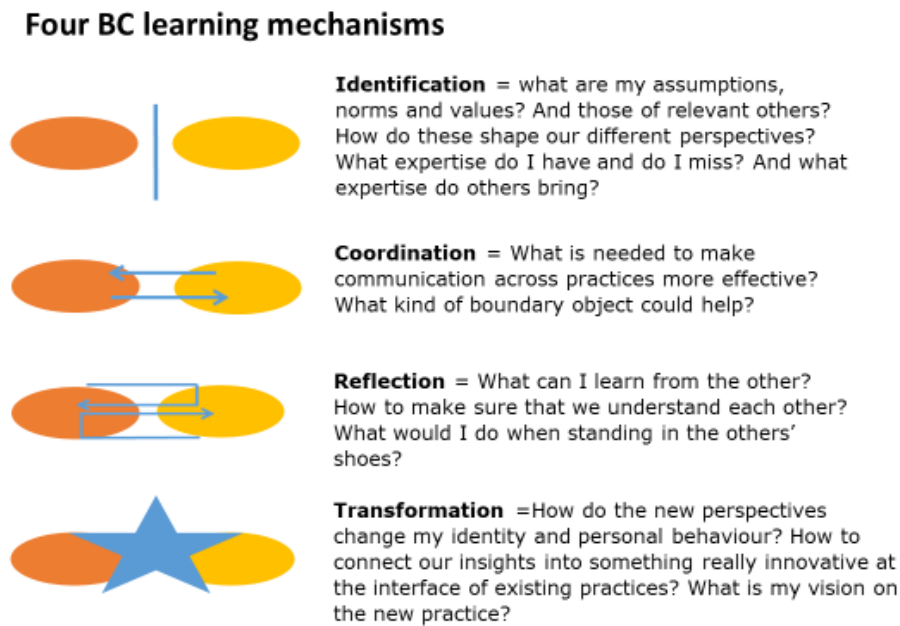 Four BC learning mechanisms
Identification = what are my assumptions,
norms and values? And those of relevant others?
How do these shape our different perspectives?
What expertise do I have and do I miss? And what
expertise do others bring?
Coordination = What is needed to make
communication across practices more effective?
What kind of boundary object could help?
Reflection = What can I learn from the other?
How to make sure that we understand each other?
What would I do when standing in the others'
shoes?
Transformation =How do the new perspectives
change my identity and personal behaviour? How to
connect our insights into something really innovative at
the interface of existing practices? What is my vision on
the new practice?